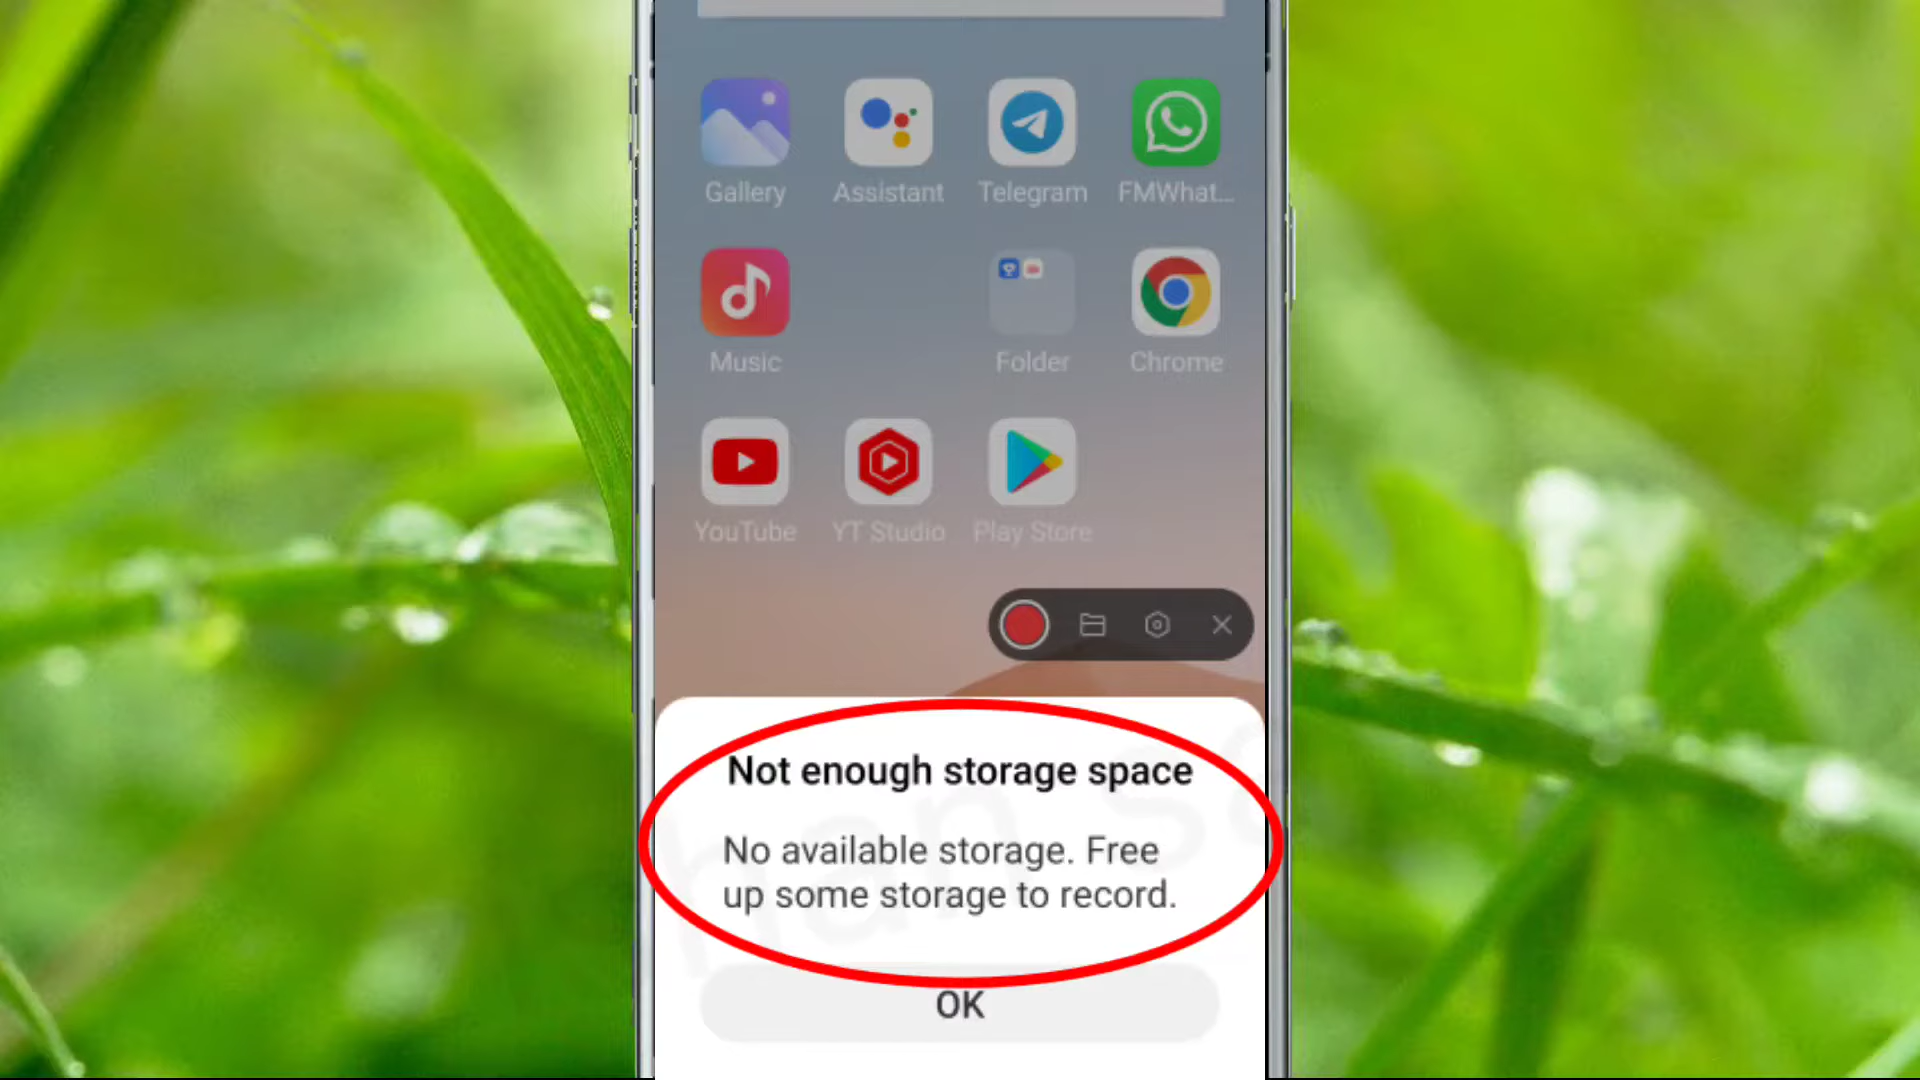 Gallery Assistant Telegram FMWhat...
Music Folder Chrome
YouTube YT Studio Play Store
Not enough storage space
No available storage. Free
up some storage to record.
OK